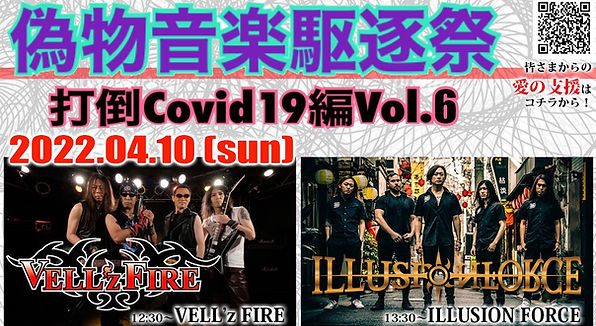 偽物音楽駆逐祭
皆さまからの
愛の支援は
コチラから！
打倒Covid19編Vol.6
2022.04.10 (sun)
VELL'z FIRE
12:30~VELL'z FIRE
ILLUSION FORCE
13:30~ILLUSION FORCE